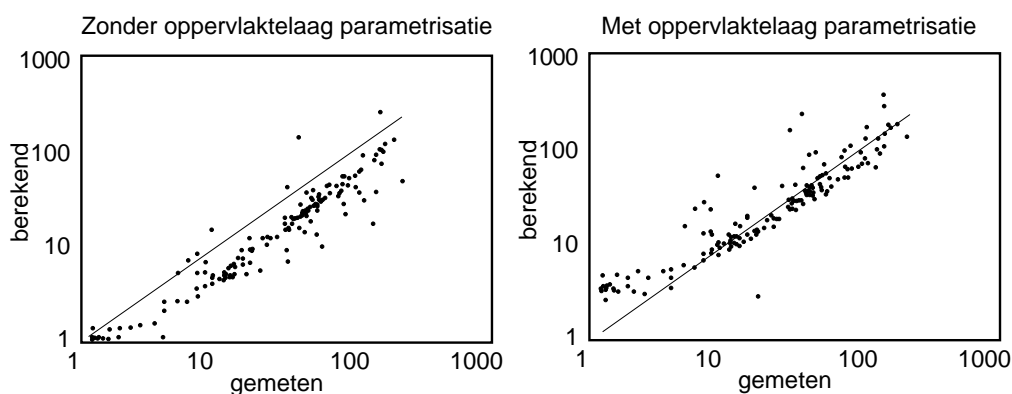 Zonder oppervlaktelaag parametrisatie
1000
100
10
1
berekend
1 10 100 1000
gemeten
Met oppervlaktelaag parametrisatie
1000
100
10
1
berekend
1 10 100 1000
gemeten